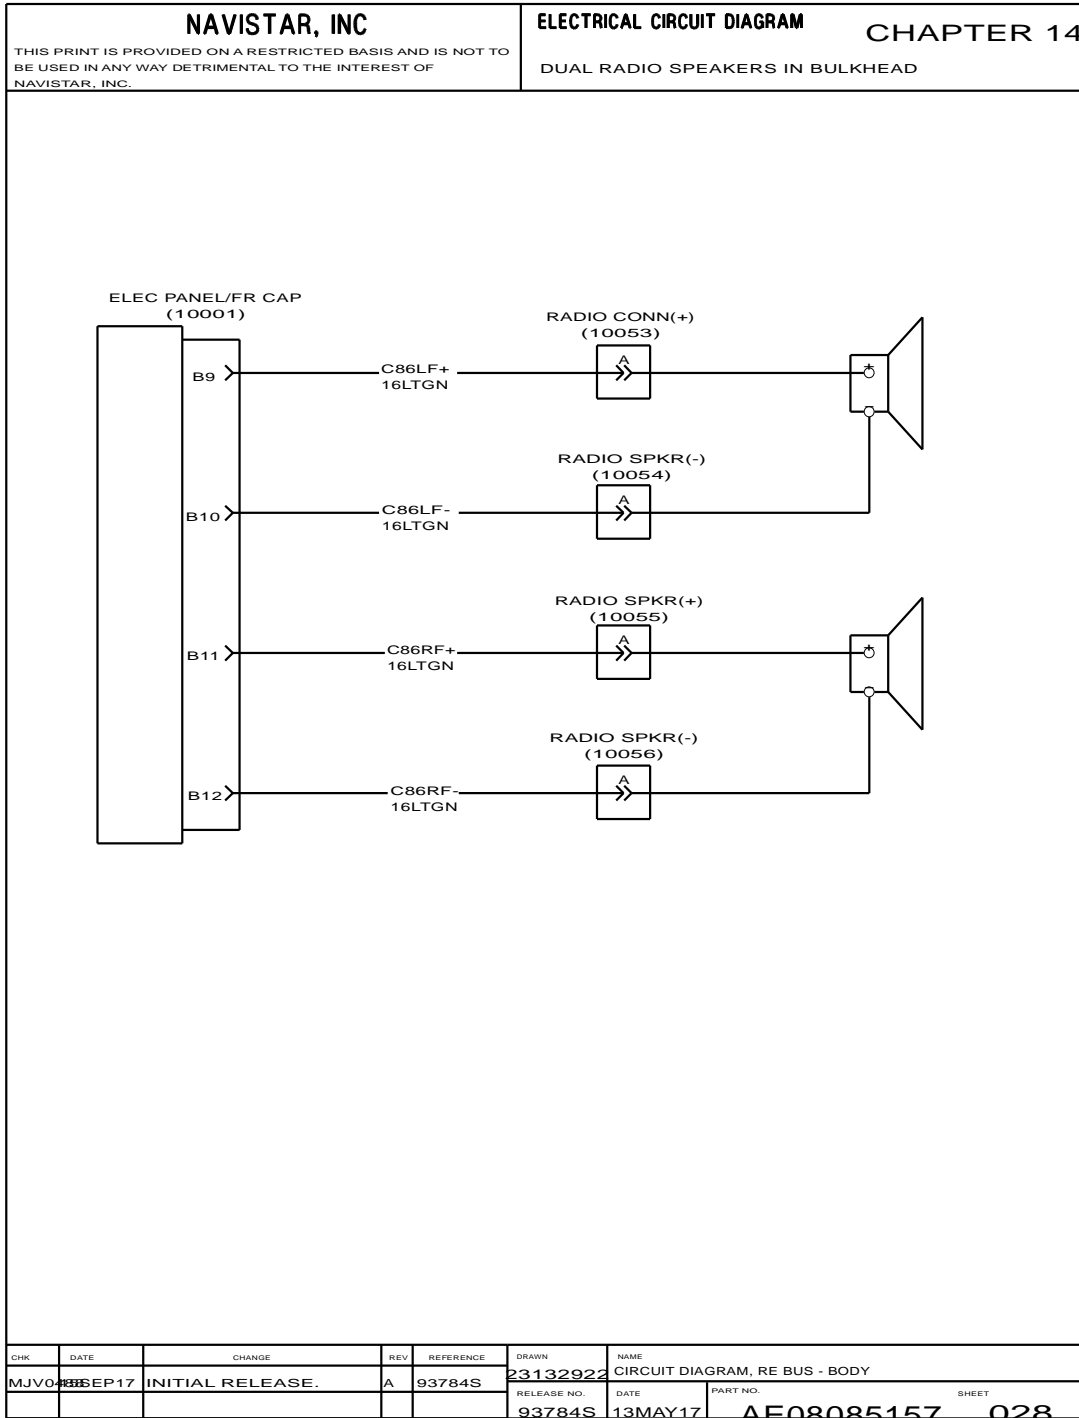 NAVISTAR, INC
THIS PRINT IS PROVIDED ON A RESTRICTED BASIS AND IS NOT TO
BE USED IN ANY WAY DETRIMENTAL TO THE INTEREST OF
NAVISTAR, INC.
ELECTRICAL CIRCUIT DIAGRAM
CHAPTER 14
DUAL RADIO SPEAKERS IN BULKHEAD
ELEC PANEL/FR CAP
(10001)
RADIO CONN(+)
(10053)
A
B9
C86LF+
16LTGN
+
RADIO SPKR(-)
(10054)
A
B10
C86LF-
16LTGN
RADIO SPKR(+)
(10055)
A
B11
C86RF+
16LTGN
+
RADIO SPKR(-)
(10056)
A
B12
C86RF-
16LTGN
CHK DATE CHANGE REV REFERENCE
INITIAL RELEASE. A 93784S
DRAWN
23132922
NAME
CIRCUIT DIAGRAM, RE BUS - BODY
RELEASE NO.
93784S
DATE
13MAY17
PART NO.
AE08085157
SHEET
028